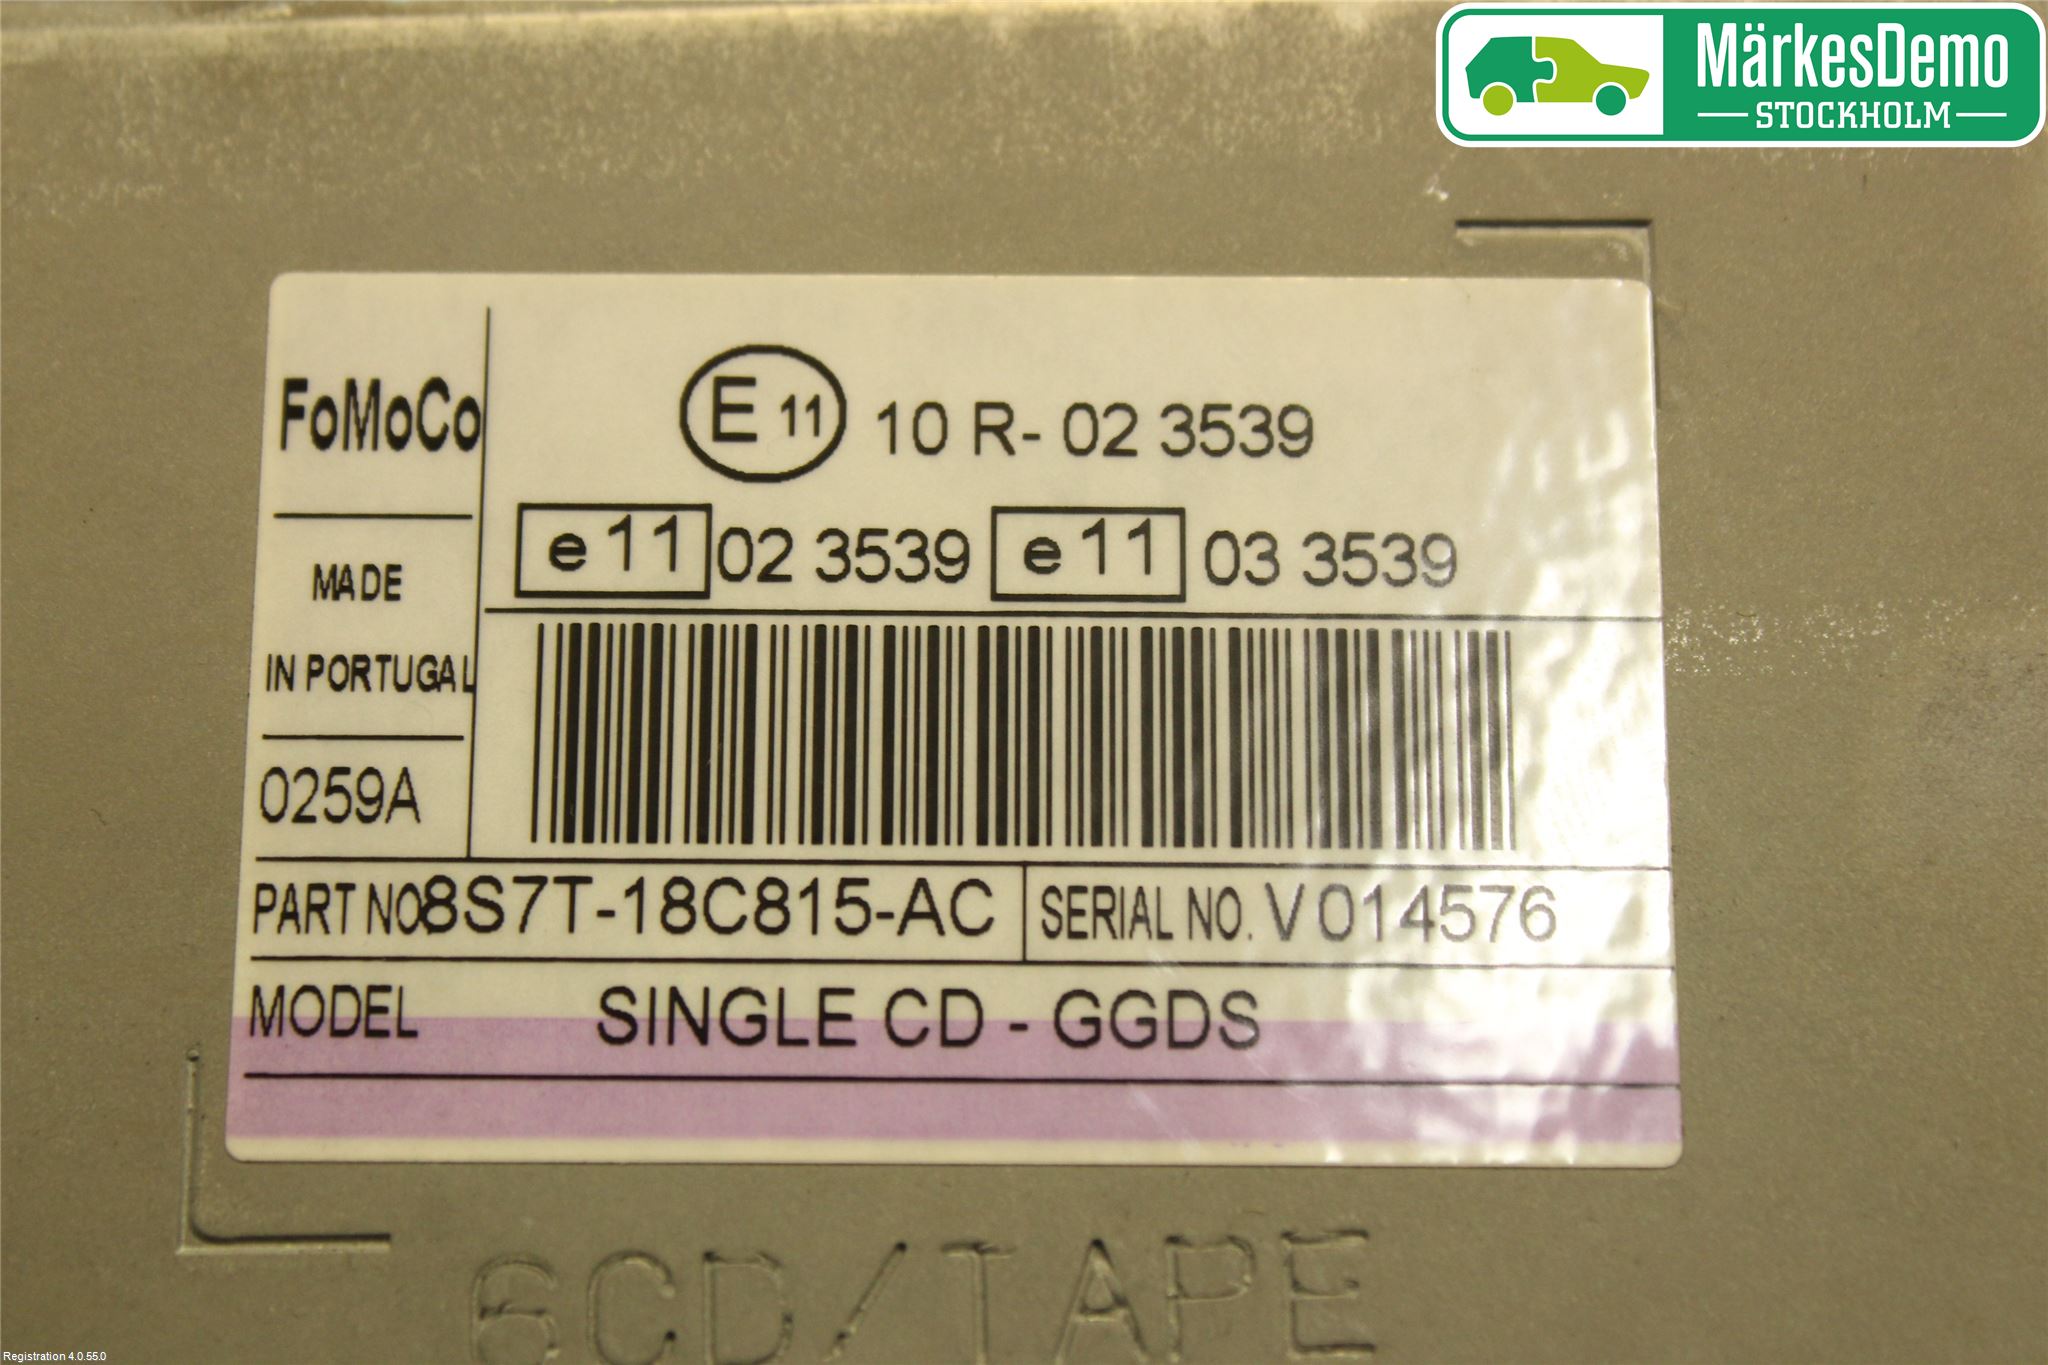 MärkesDemo
STOCKHOLM
FoMoCo
E 11 10 R- 02 3539
e 11 02 3539 e 11 03 3539
MADE
IN PORTUGAL
0259A
PART NO 8S7T-18C815-AC SERIAL NO. V 014576
MODEL SINGLE CD - GGDS
6CD/TAPE
Registration 4.0.55.0